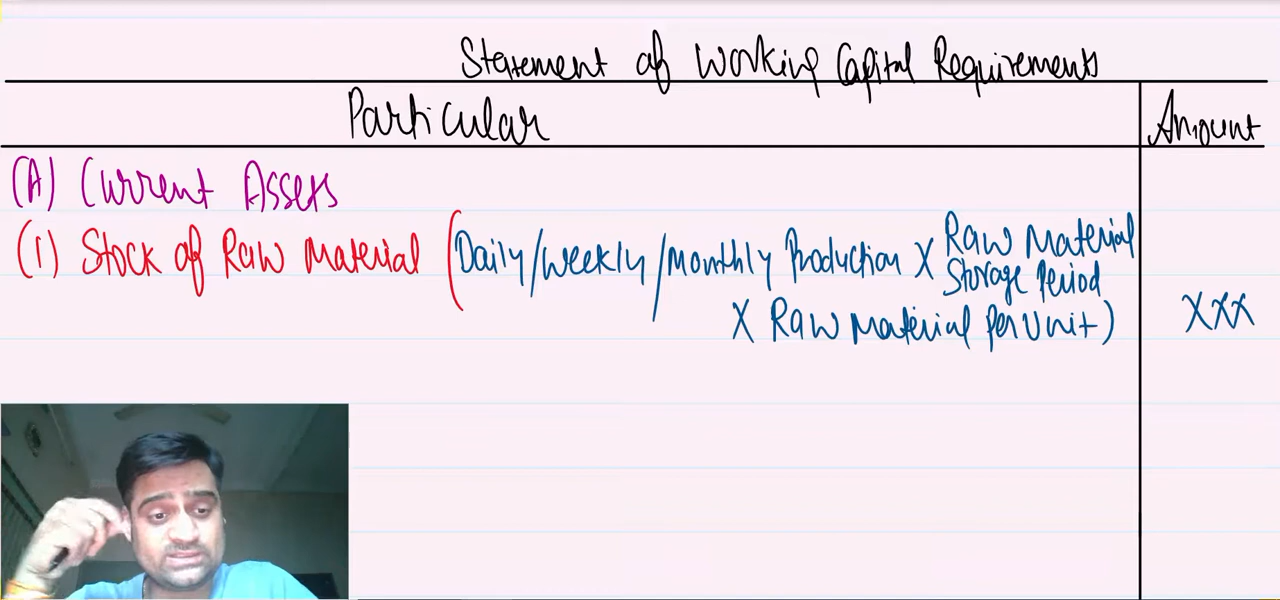 Statement of Working Capital Requirements
Particular Amount
(A) Current Assets
(1) Stock of Raw Material (Daily/Weekly/Monthly Production X Raw Material
Storage Period
X Raw Material Per Unit) XXX